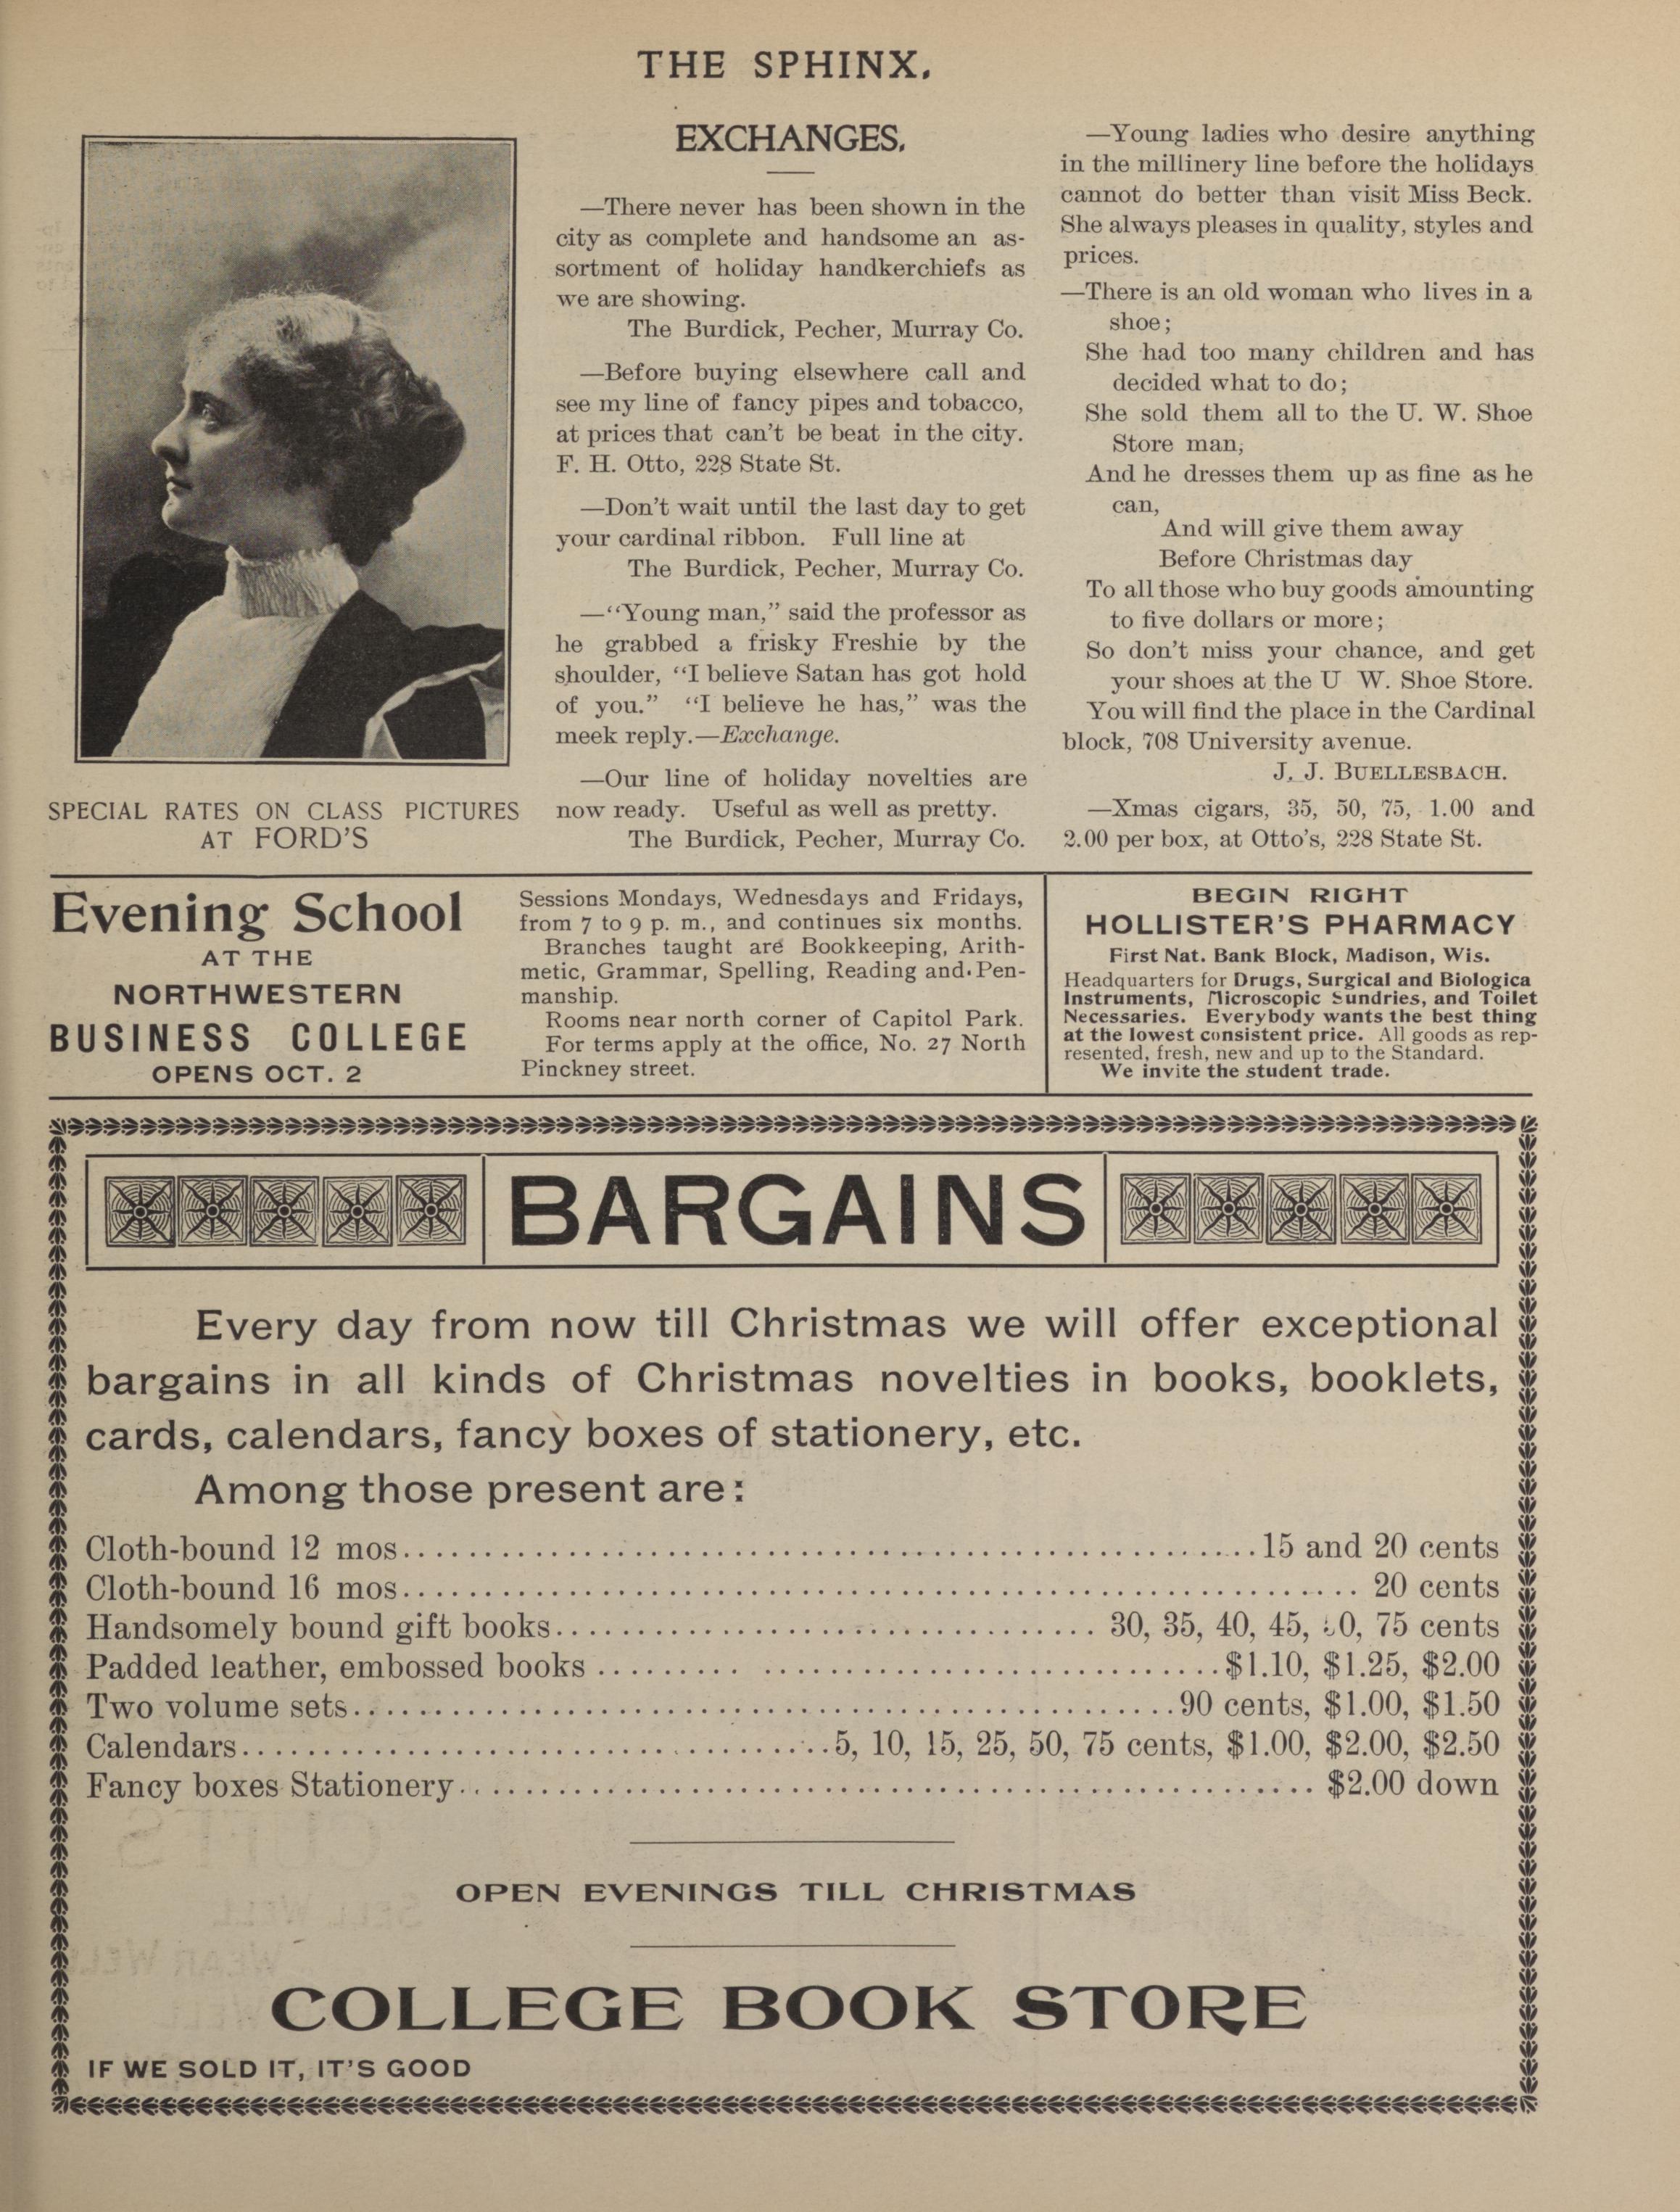 THE SPHINX.
SPECIAL RATES ON CLASS PICTURES
AT FORD'S
EXCHANGES.
—There never has been shown in the
city as complete and handsome an as-
sortment of holiday handkerchiefs as
we are showing.
The Burdick, Pecher, Murray Co.
—Before buying elsewhere call and
see my line of fancy pipes and tobacco,
at prices that can't be beat in the city.
F. H. Otto, 228 State St.
—Don't wait until the last day to get
your cardinal ribbon. Full line at
The Burdick, Pecher, Murray Co.
—“Young man,” said the professor as
he grabbed a frisky Freshie by the
shoulder, “I believe Satan has got hold
of you.” “I believe he has,” was the
meek reply.—Exchange.
—Our line of holiday novelties are
now ready. Useful as well as pretty.
The Burdick, Pecher, Murray Co.
—Young ladies who desire anything
in the millinery line before the holidays
cannot do better than visit Miss Beck.
She always pleases in quality, styles and
prices.
—There is an old woman who lives in a
shoe;
She had too many children and has
decided what to do;
She sold them all to the U. W. Shoe
Store man,
And he dresses them up as fine as he
can,
And will give them away
Before Christmas day
To all those who buy goods amounting
to five dollars or more;
So don't miss your chance, and get
your shoes at the U W. Shoe Store.
You will find the place in the Cardinal
block, 708 University avenue.
J. J. BUELLESBACH.
—Xmas cigars, 35, 50, 75, 1.00 and
2.00 per box, at Otto's, 228 State St.
Evening School
AT THE
NORTHWESTERN
BUSINESS COLLEGE
OPENS OCT. 2
Sessions Mondays, Wednesdays and Fridays,
from 7 to 9 p. m., and continues six months.
Branches taught are Bookkeeping, Arith-
metic, Grammar, Spelling, Reading and Pen-
manship.
Rooms near north corner of Capitol Park.
For terms apply at the office, No. 27 North
Pinckney street.
BEGIN RIGHT
HOLLISTER'S PHARMACY
First Nat. Bank Block, Madison, Wis.
Headquarters for Drugs, Surgical and Biologica
Instruments, Microscopic Sundries, and Toilet
Necessaries. Everybody wants the best thing
at the lowest consistent price. All goods as rep-
resented, fresh, new and up to the Standard.
We invite the student trade.
BARGAINS
Every day from now till Christmas we will offer exceptional
bargains in all kinds of Christmas novelties in books, booklets,
cards, calendars, fancy boxes of stationery, etc.
Among those present are:
Cloth-bound 12 mos. 15 and 20 cents
Cloth-bound 16 mos. 20 cents
Handsomely bound gift books. 30, 35, 40, 45, 75 cents
Padded leather, embossed books $1.10, $1.25, $2.00
Two volume sets. 90 cents, $1.00, $1.50
Calendars. 5, 10, 15, 25, 50, 75 cents, $1.00, $2.00, $2.50
Fancy boxes Stationery. $2.00 down
OPEN EVENINGS TILL CHRISTMAS
COLLEGE BOOK STORE
IF WE SOLD IT, IT'S GOOD